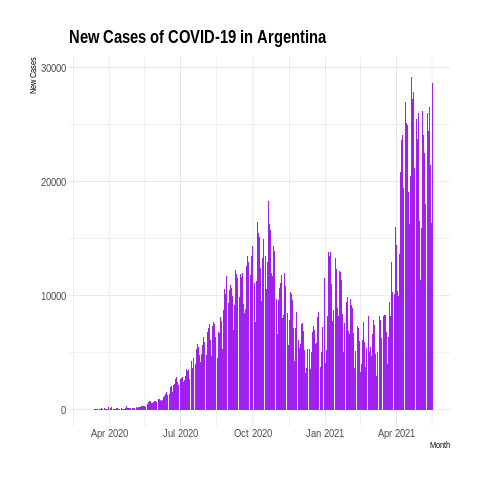 New Cases of COVID-19 in Argentina
New Cases
30000
20000
10000
0
Apr 2020 Jul 2020 Oct 2020 Jan 2021 Apr 2021
Month